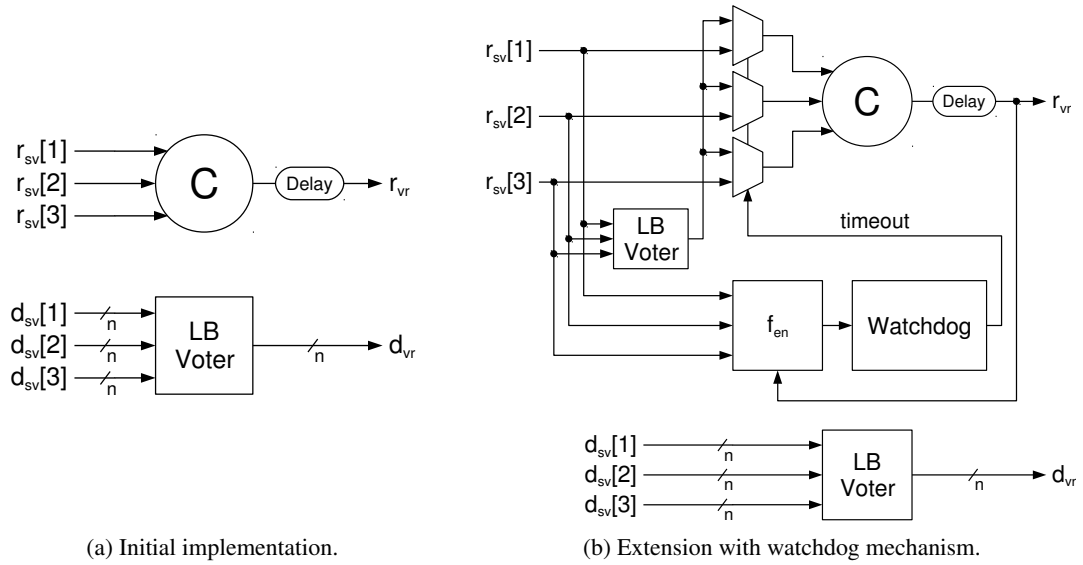 r_sv[1]
r_sv[2]
r_sv[3]
C
Delay
r_vr
d_sv[1]
d_sv[2]
d_sv[3]
n
n
n
LB
Voter
n
d_vr
(a) Initial implementation.
r_sv[1]
r_sv[2]
r_sv[3]
C
Delay
r_vr
LB
Voter
timeout
f_en
Watchdog
d_sv[1]
d_sv[2]
d_sv[3]
n
n
n
LB
Voter
n
d_vr
(b) Extension with watchdog mechanism.